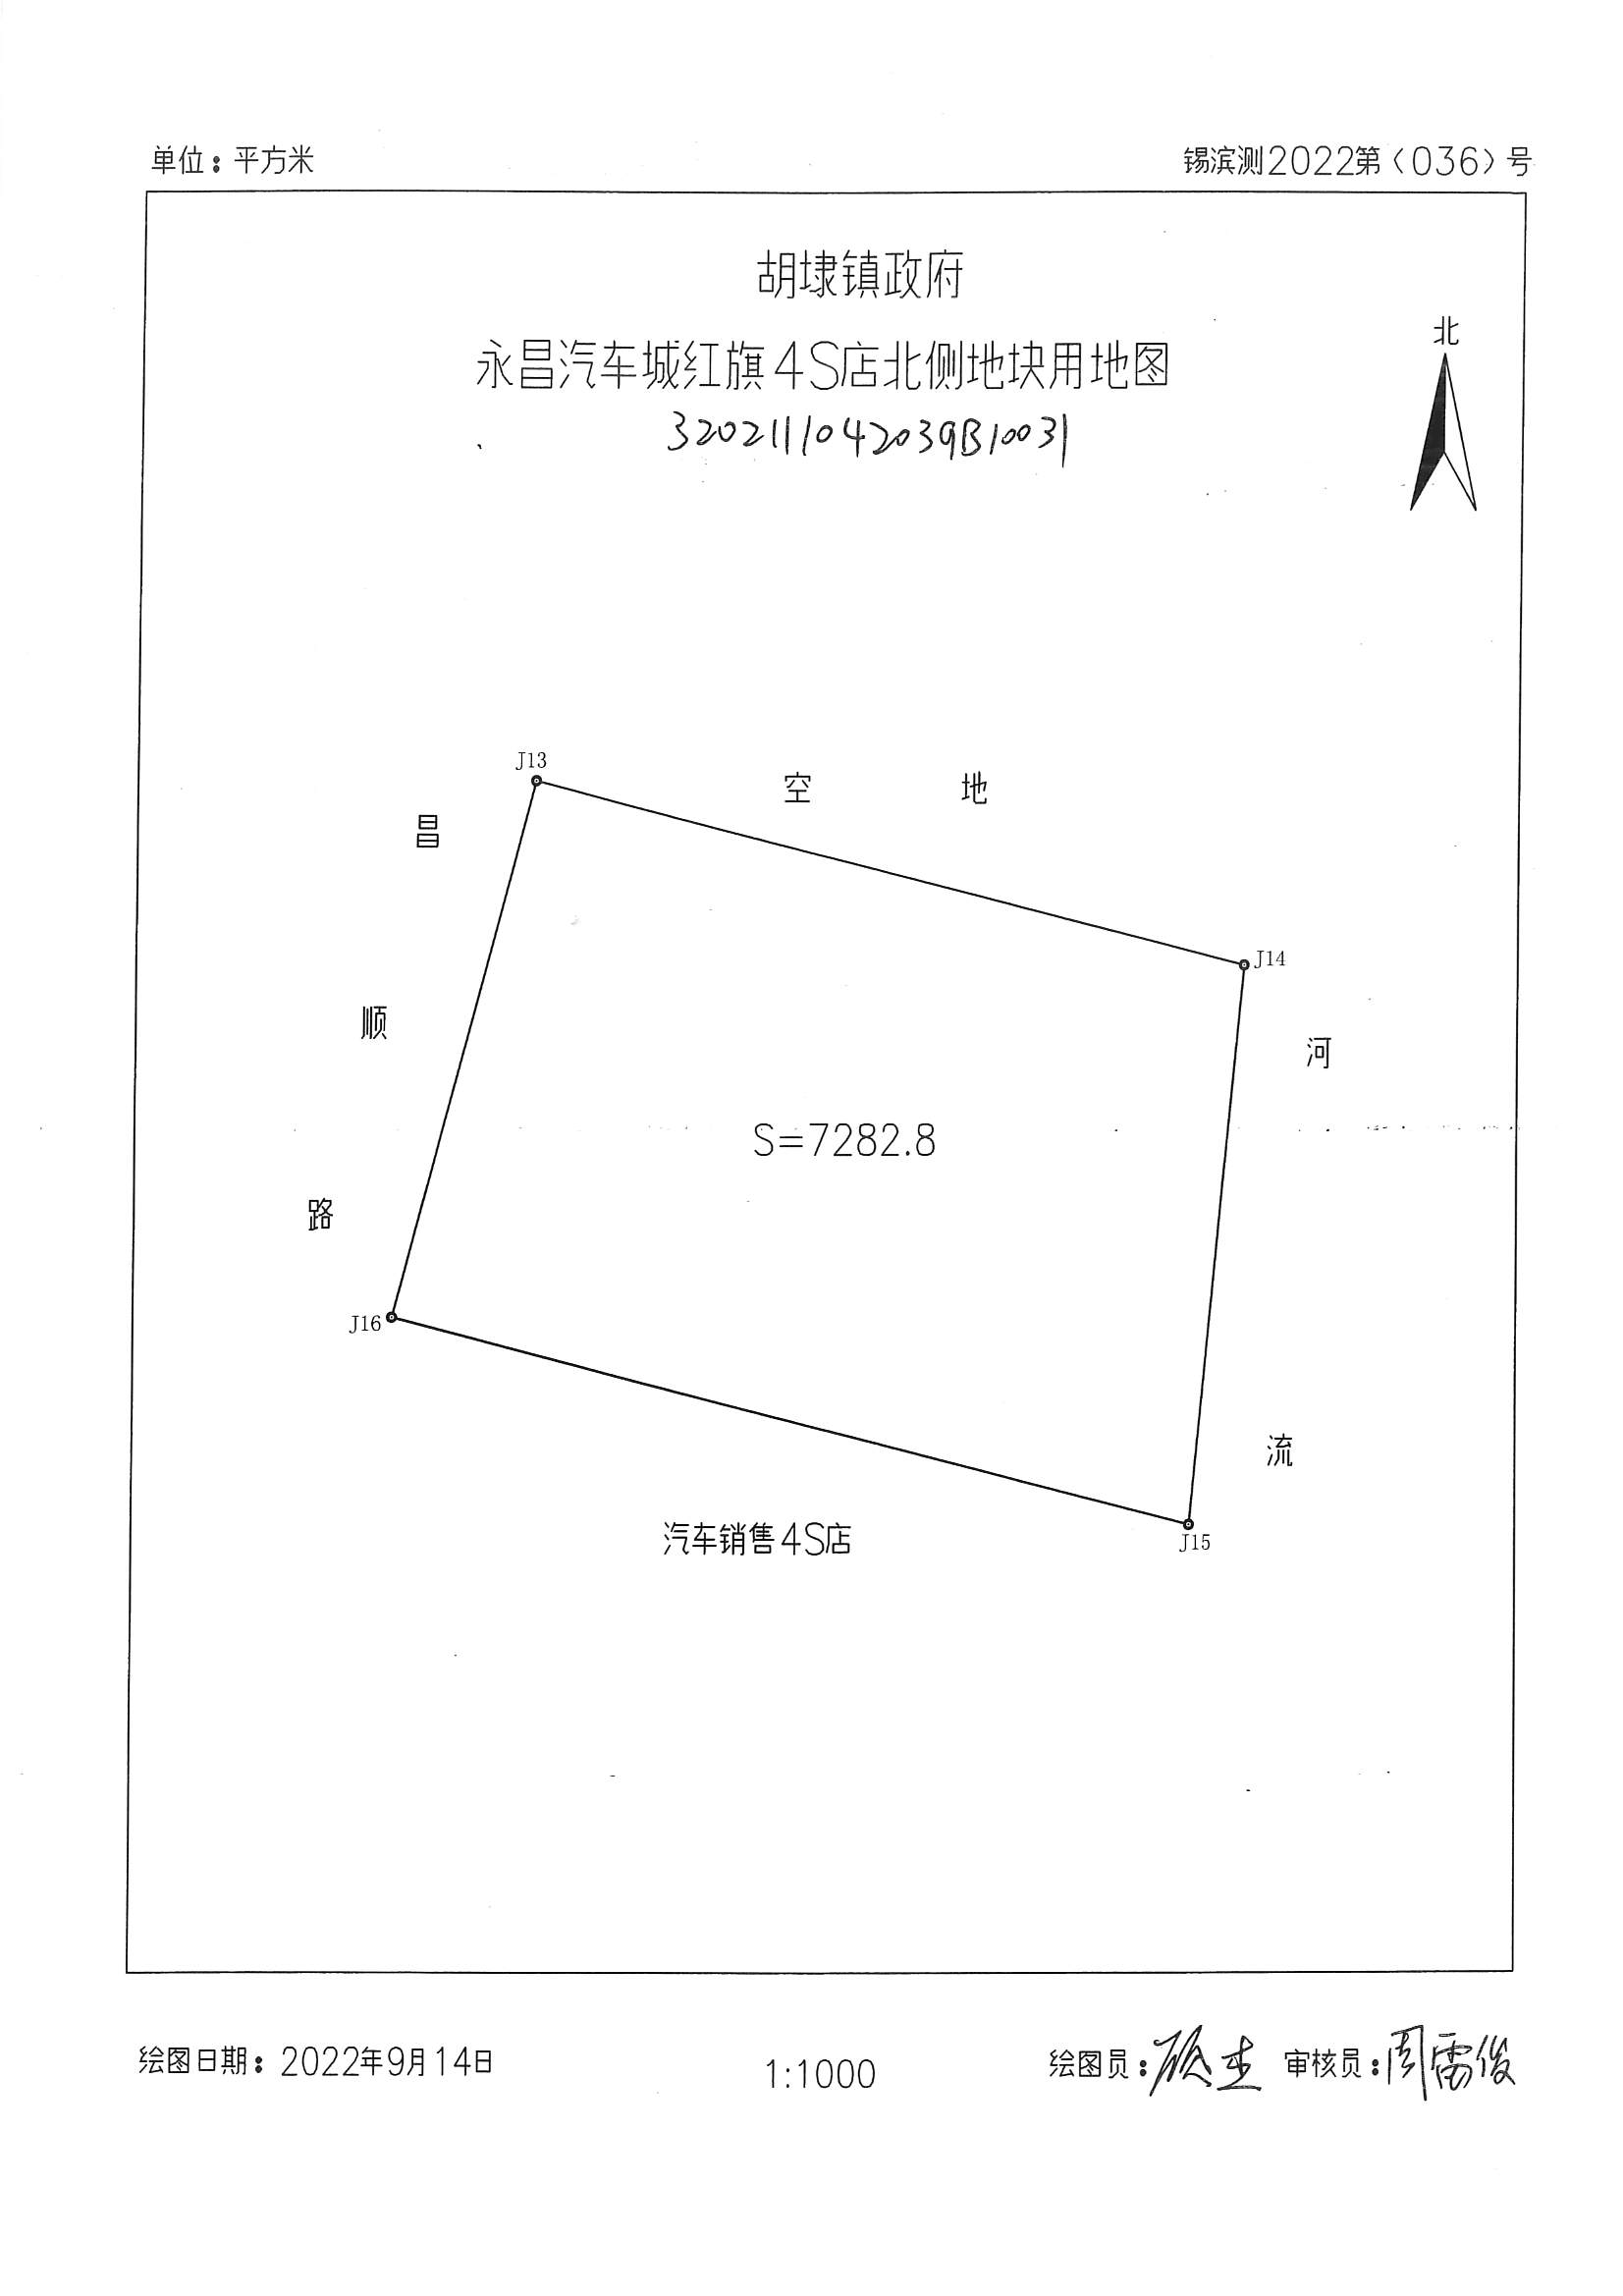 单位：平方米
锡滨测2022第〈036〉号
胡埭镇政府
永昌汽车城红旗4S店北侧地块用地图
320211104203GB10031
北
J13
空 地
昌
J14
顺
河
S=7282.8
路
J16
流
汽车销售4S店
J15
绘图日期：2022年9月14日
1:1000
绘图员：
审核员：周雷俊